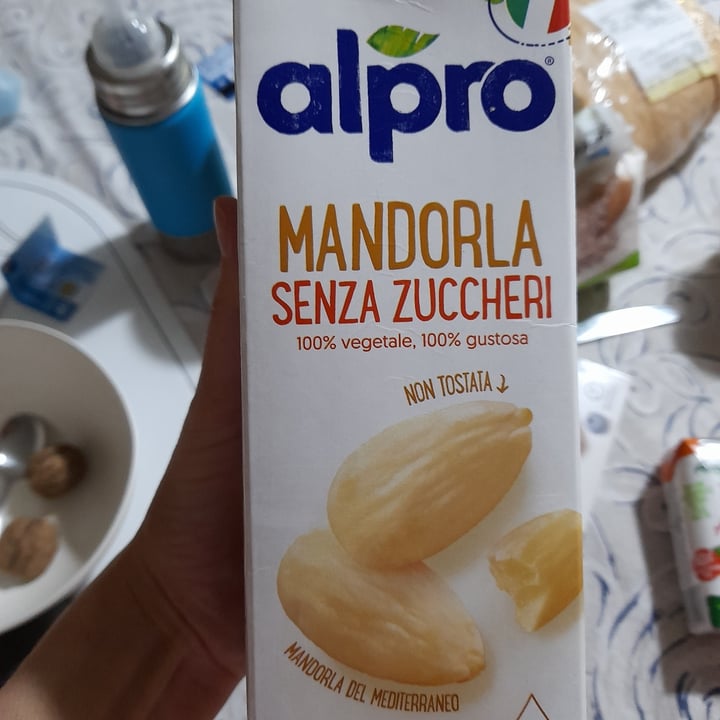 alpro®
MANDORLA
SENZA ZUCCHERI
100% vegetale, 100% gustosa
NON TOSTATA
MANDORLA DEL MEDITERRANEO